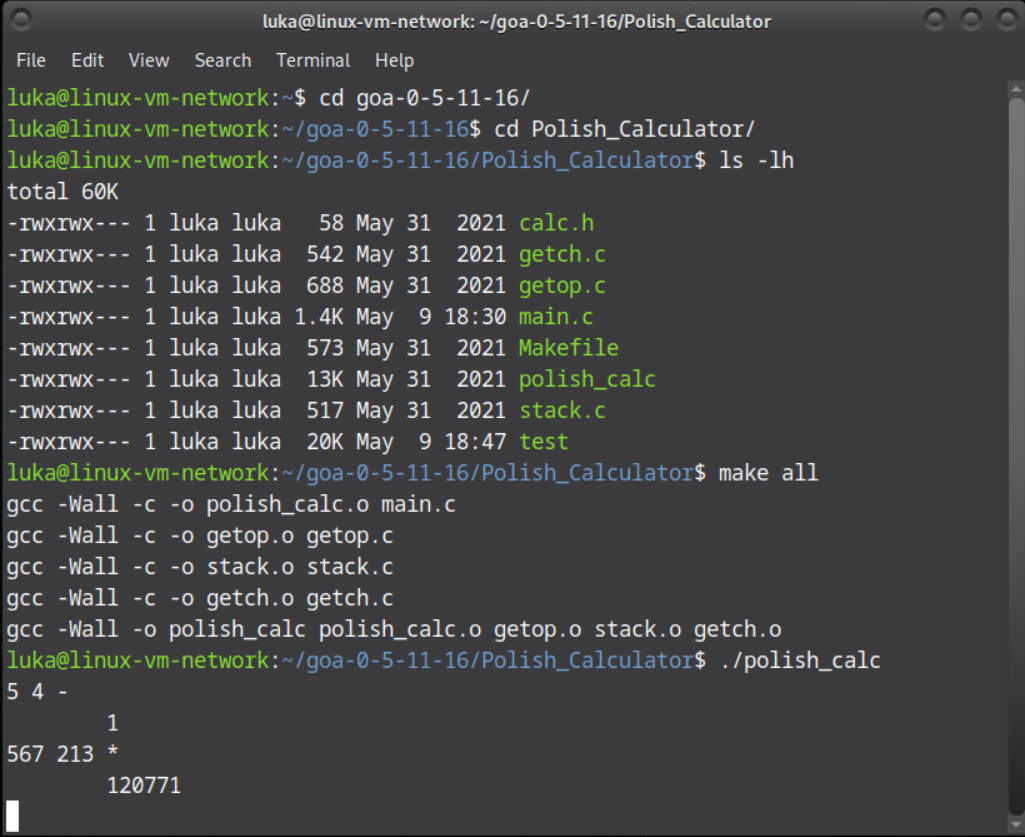 luka@linux-vm-network: ~/goa-0-5-11-16/Polish_Calculator
File Edit View Search Terminal Help
luka@linux-vm-network:~$ cd goa-0-5-11-16/
luka@linux-vm-network:~/goa-0-5-11-16$ cd Polish_Calculator/
luka@linux-vm-network:~/goa-0-5-11-16/Polish_Calculator$ ls -lh
total 60K
-rwxrwx--- 1 luka luka   58 May 31  2021 calc.h
-rwxrwx--- 1 luka luka  542 May 31  2021 getch.c
-rwxrwx--- 1 luka luka  688 May 31  2021 getop.c
-rwxrwx--- 1 luka luka 1.4K May  9 18:30 main.c
-rwxrwx--- 1 luka luka  573 May 31  2021 Makefile
-rwxrwx--- 1 luka luka  13K May 31  2021 polish_calc
-rwxrwx--- 1 luka luka  517 May 31  2021 stack.c
-rwxrwx--- 1 luka luka  20K May  9 18:47 test
luka@linux-vm-network:~/goa-0-5-11-16/Polish_Calculator$ make all
gcc -Wall -c -o polish_calc.o main.c
gcc -Wall -c -o getop.o getop.c
gcc -Wall -c -o stack.o stack.c
gcc -Wall -c -o getch.o getch.c
gcc -Wall -o polish_calc polish_calc.o getop.o stack.o getch.o
luka@linux-vm-network:~/goa-0-5-11-16/Polish_Calculator$ ./polish_calc
5 4 -
        1
567 213 *
        120771